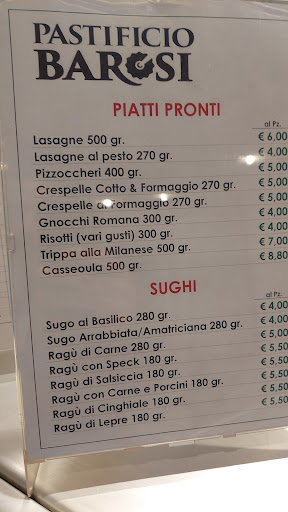 PASTIFICIO
BAROSI
PIATTI PRONTI
al Pz.
Lasagne 500 gr. € 6,00
Lasagne al pesto 270 gr. € 4,00
Pizzoccheri 400 gr. € 5,00
Crespelle Cotto & Formaggio 270 gr. € 5,00
Crespelle Formaggio 270 gr. € 5,00
Gnocchi Romana 300 gr. € 4,00
Risotti (vari gusti) 300 gr. € 4,00
Trippa alla Milanese 500 gr. € 7,00
Casseoula 500 gr. € 8,80
SUGHI
al Pz.
Sugo al Basilico 280 gr. € 4,00
Sugo Arrabbiata/Amatriciana 280 gr. € 4,00
Ragù di Carne 280 gr. € 5,50
Ragù con Speck 180 gr. € 5,50
Ragù di Salsiccia 180 gr. € 5,50
Ragù con Carne e Porcini 180 gr. € 5,50
Ragù di Cinghiale 180 gr. € 5,50
Ragù di Lepre 180 gr. € 5,50